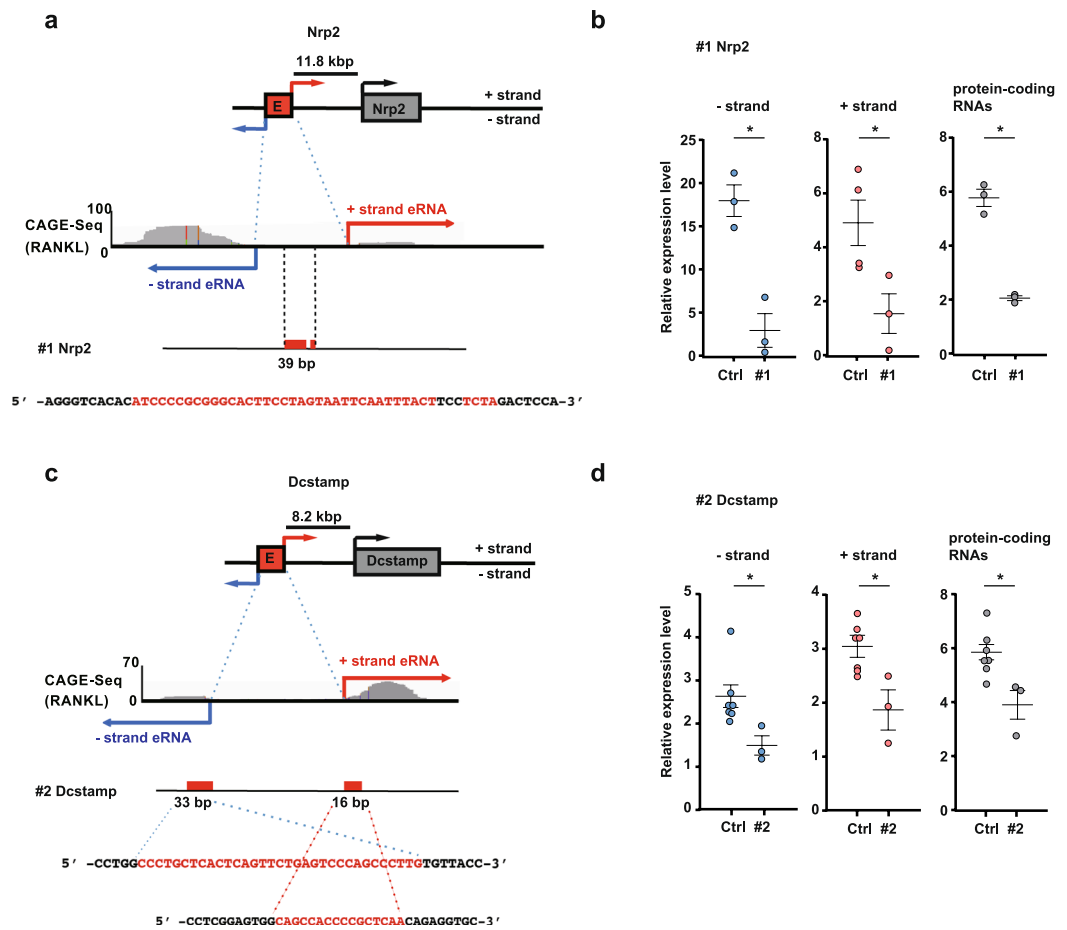 a
Nrp2
11.8 kbp
E
Nrp2
+ strand
- strand
100
CAGE-Seq
(RANKL)
0
+ strand eRNA
- strand eRNA
#1 Nrp2
39 bp
5′ -AGGGTCACACATCCCCGCGGGCACTTCCTAGTAATTCAATTTACTTCCTCTAGACTCCA-3′
b
#1 Nrp2
- strand
+ strand
protein-coding
RNAs
Relative expression level
25
20
15
10
5
0
*
Ctrl #1
8
6
4
2
0
*
Ctrl #1
8
6
4
2
0
*
Ctrl #1
c
Dcstamp
8.2 kbp
E
Dcstamp
+ strand
- strand
70
CAGE-Seq
(RANKL)
0
+ strand eRNA
- strand eRNA
#2 Dcstamp
33 bp
16 bp
5′ -CCTGGCCCTGCTCACTCAGTTCTGAGTCCCAGCCCTTGTGTTACC-3′
5′ -CCTCGGAGTGGCAGCCACCCCGCTCAACAGAGGTGC-3′
d
#2 Dcstamp
- strand
+ strand
protein-coding
RNAs
Relative expression level
5
4
3
2
1
0
*
Ctrl #2
4
3
2
1
0
*
Ctrl #2
8
6
4
2
0
*
Ctrl #2